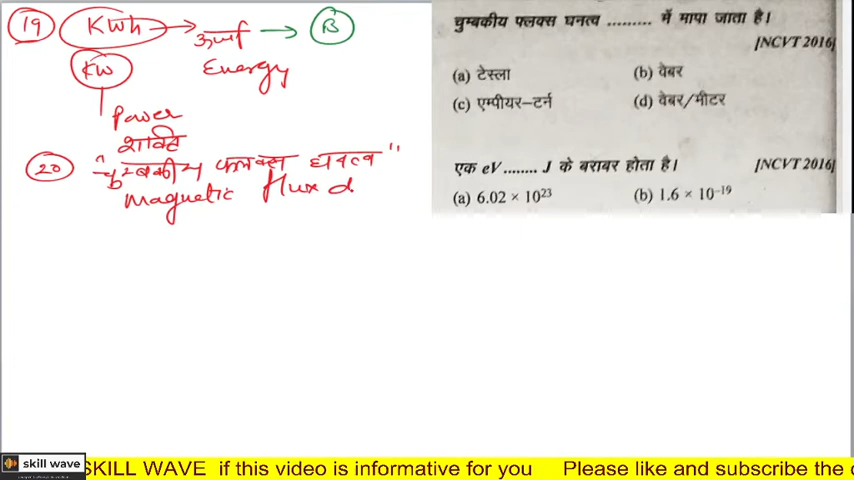 19 KWh → ऊर्जा → B
KW Energy
Power
शक्ति
20 "चुम्बकीय फ्लक्स घनत्व"
magnetic flux d
चुम्बकीय फ्लक्स घनत्व ......... में मापा जाता है।
[NCVT 2016]
(a) टेस्ला (b) वेबर
(c) एम्पीयर-टर्न (d) वेबर/मीटर
एक eV........ J के बराबर होता है। [NCVT 2016]
(a) 6.02 × 10²³ (b) 1.6 × 10⁻¹⁹
skill wave SKILL WAVE if this video is informative for you Please like and subscribe the c